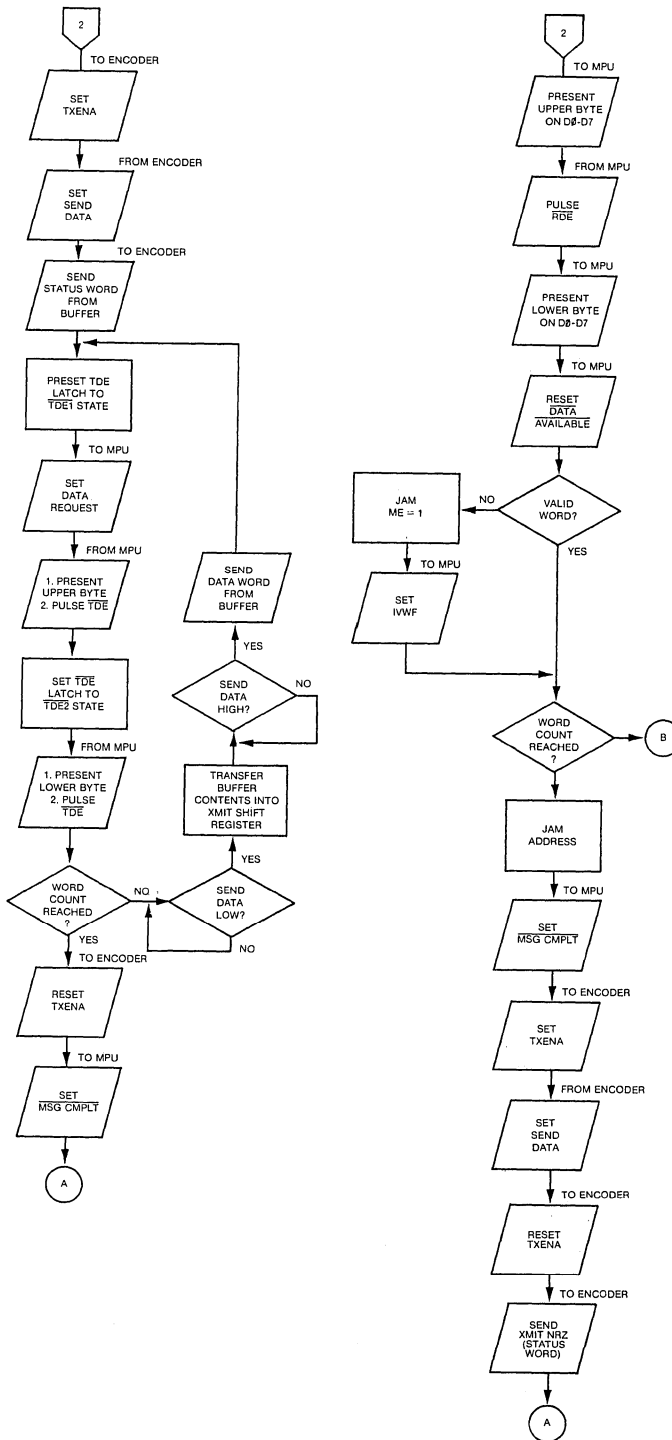 2
TO ENCODER
SET
TXENA
FROM ENCODER
SET
SEND
DATA
TO ENCODER
SEND
STATUS WORD
FROM
BUFFER
PRESET TDE
LATCH TO
TDE1 STATE
TO MPU
SET
DATA
REQUEST
FROM MPU
1. PRESENT
UPPER BYTE
2. PULSE TDE
SET TDE
LATCH TO
TDE2 STATE
FROM MPU
1. PRESENT
LOWER BYTE
2. PULSE
TDE
WORD
COUNT
REACHED
?
NO
YES
TO ENCODER
RESET
TXENA
TO MPU
SET
MSG CMPLT
A
SEND
DATA WORD
FROM
BUFFER
YES
SEND
DATA
HIGH?
NO
TRANSFER
BUFFER
CONTENTS INTO
XMIT SHIFT
REGISTER
YES
SEND
DATA
LOW?
NO
2
TO MPU
PRESENT
UPPER BYTE
ON DØ-D7
FROM MPU
PULSE
RDE
TO MPU
PRESENT
LOWER BYTE
ON DØ-D7
TO MPU
RESET
DATA
AVAILABLE
VALID
WORD?
NO
YES
JAM
ME = 1
TO MPU
SET
IVWF
WORD
COUNT
REACHED
?
B
JAM
ADDRESS
TO MPU
SET
MSG CMPLT
TO ENCODER
SET
TXENA
FROM ENCODER
SET
SEND
DATA
TO ENCODER
RESET
TXENA
TO ENCODER
SEND
XMIT NRZ
(STATUS
WORD)
A